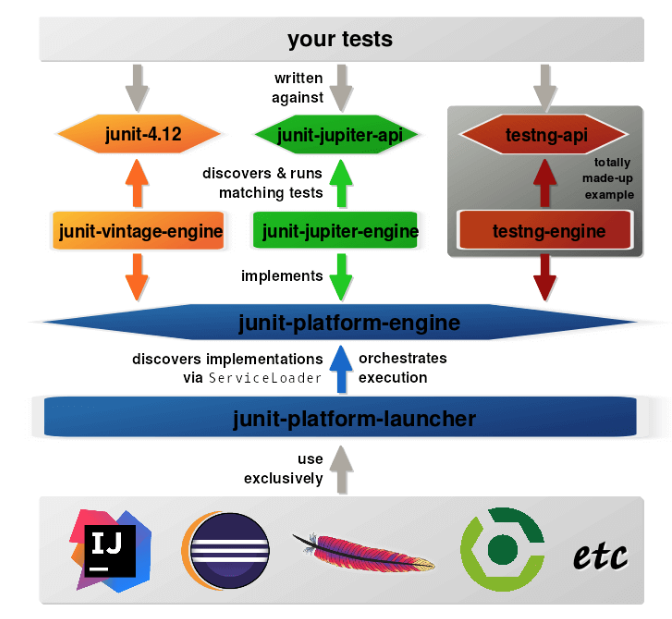 your tests
written
against
junit-4.12
junit-jupiter-api
testng-api
discovers & runs
matching tests
totally
made-up
example
junit-vintage-engine
junit-jupiter-engine
testng-engine
implements
junit-platform-engine
discovers implementations
via ServiceLoader
orchestrates
execution
junit-platform-launcher
use
exclusively
IJ
etc